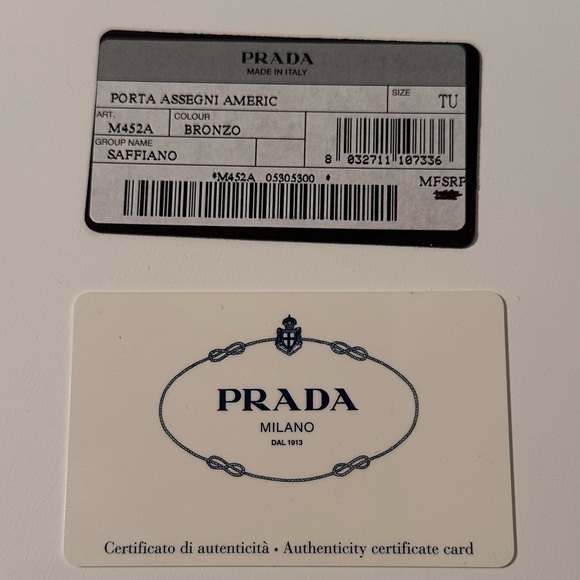 PRADA
MADE IN ITALY
PORTA ASSEGNI AMERIC
SIZE
TU
ART.
M452A
COLOUR
BRONZO
GROUP NAME
SAFFIANO
8 032711 107336
*M452A 05305300 *
MFSRP
PRADA
MILANO
DAL 1913
Certificato di autenticità • Authenticity certificate card